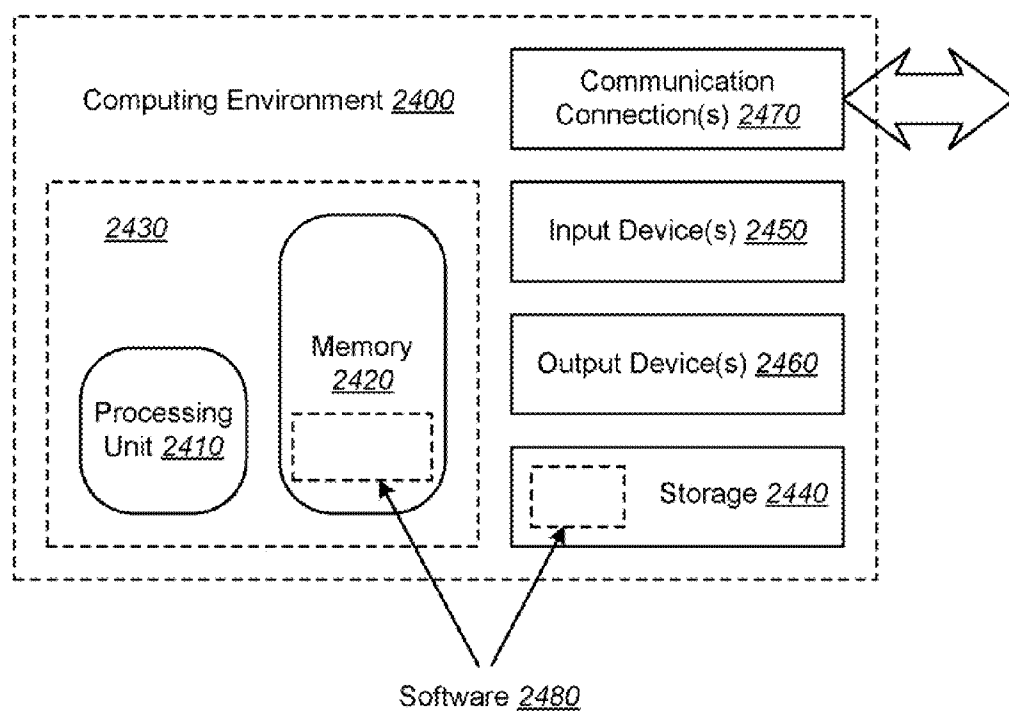 Computing Environment 2400
Communication
Connection(s) 2470
2430
Input Device(s) 2450
Memory
2420
Output Device(s) 2460
Processing
Unit 2410
Storage 2440
Software 2480